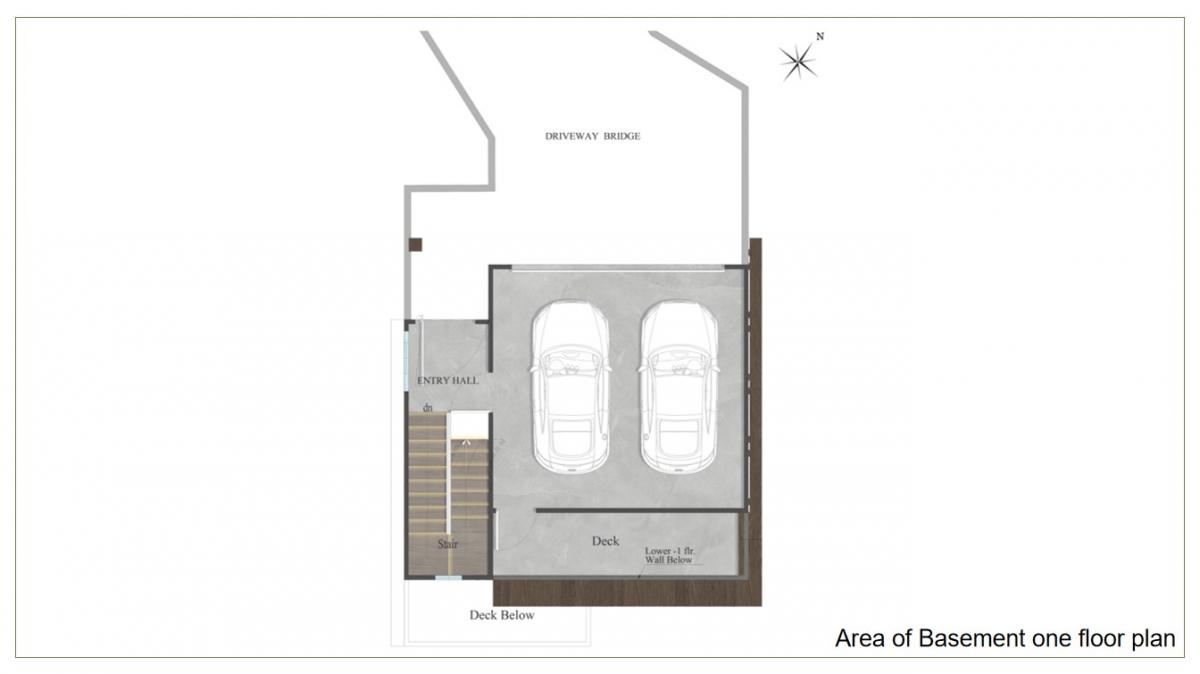 N
DRIVEWAY BRIDGE
ENTRY HALL
dn
Stair
Deck
Lower -1 flr.
Wall Below
Deck Below
Area of Basement one floor plan